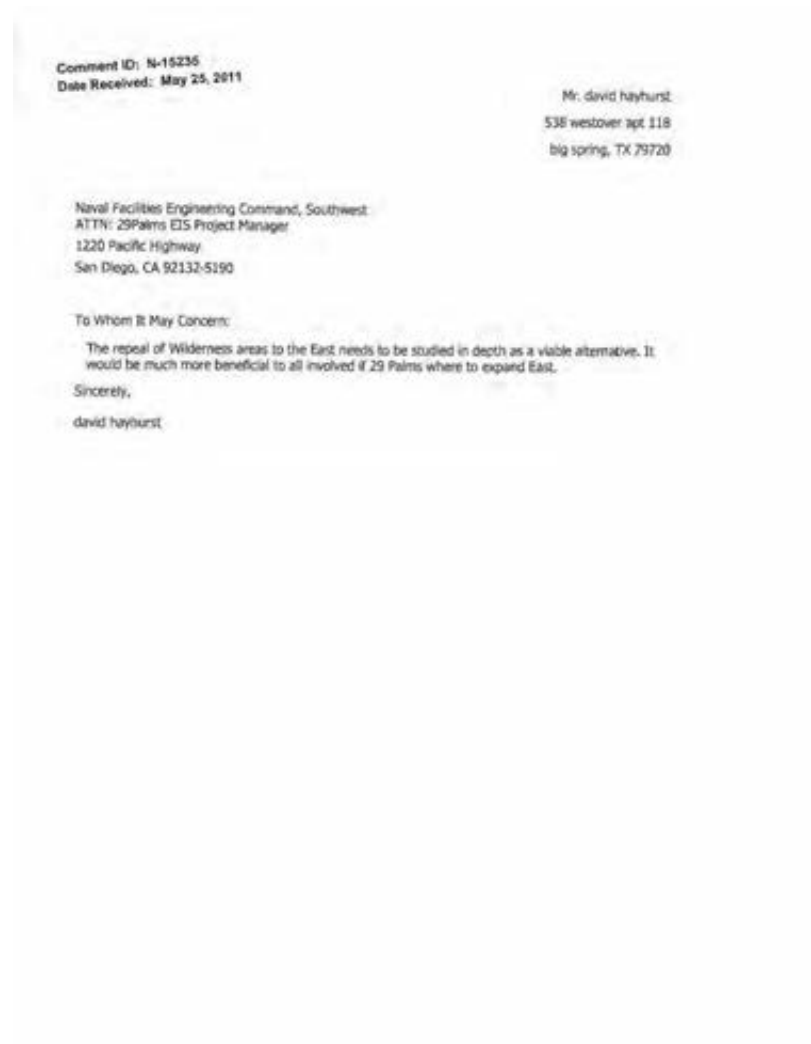 Comment ID: N-15235
Date Received: May 25, 2011
Mr. david hayhurst
538 westover apt 118
big spring, TX 79720
Naval Facilities Engineering Command, Southwest
ATTN: 29Palms EIS Project Manager
1220 Pacific Highway
San Diego, CA 92132-5190
To Whom It May Concern:
The repeal of Wilderness areas to the East needs to be studied in depth as a viable alternative. It
would be much more beneficial to all involved if 29 Palms where to expand East.
Sincerely,
david hayhurst